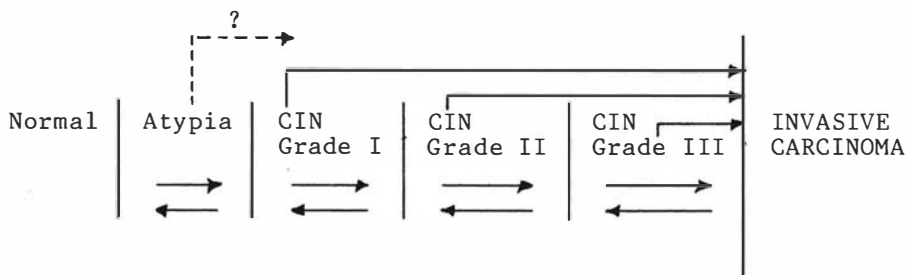 ?
Normal Atypia CIN CIN CIN INVASIVE
Grade I Grade II Grade III CARCINOMA